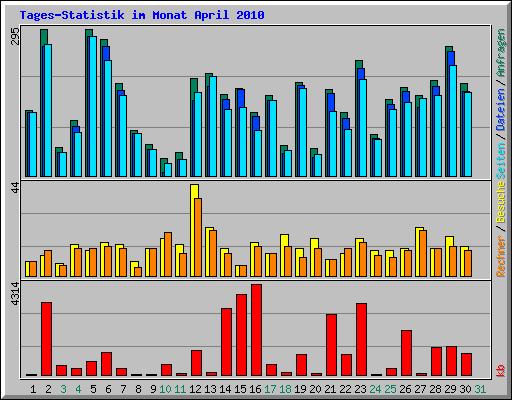 Tages-Statistik im Monat April 2010
295
Rechner / Besuche Seiten / Dateien / Anfragen
44
4314
kb
1 2 3 4 5 6 7 8 9 10 11 12 13 14 15 16 17 18 19 20 21 22 23 24 25 26 27 28 29 30 31